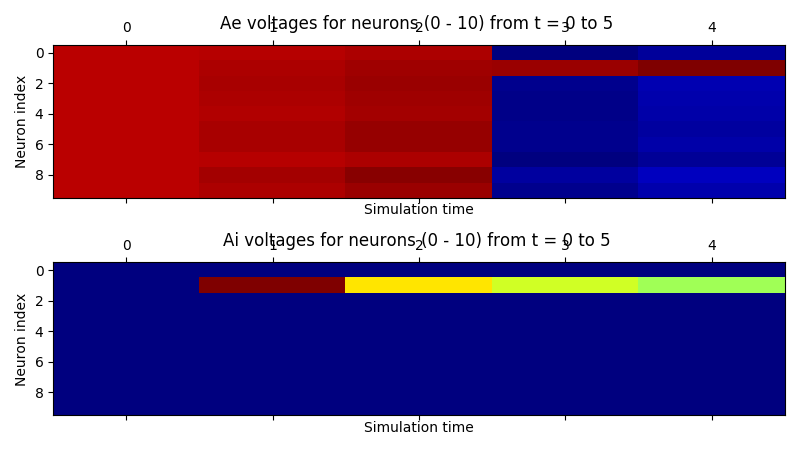 Ae voltages for neurons (0 - 10) from t = 0 to 5
0 1 2 3 4
0
2
4
6
8
Neuron index
Simulation time
Ai voltages for neurons (0 - 10) from t = 0 to 5
0 1 2 3 4
0
2
4
6
8
Neuron index
Simulation time